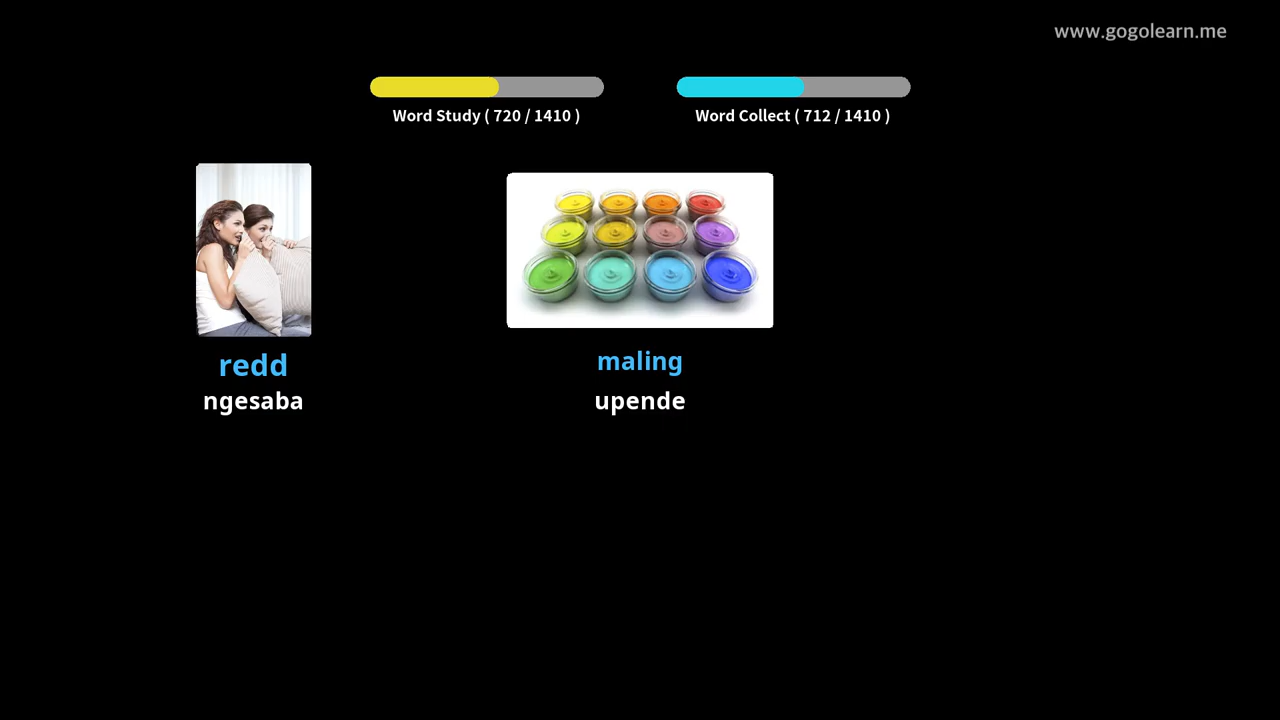 www.gogolearn.me
Word Study ( 720 / 1410 )
Word Collect ( 712 / 1410 )
redd
ngesaba
maling
upende